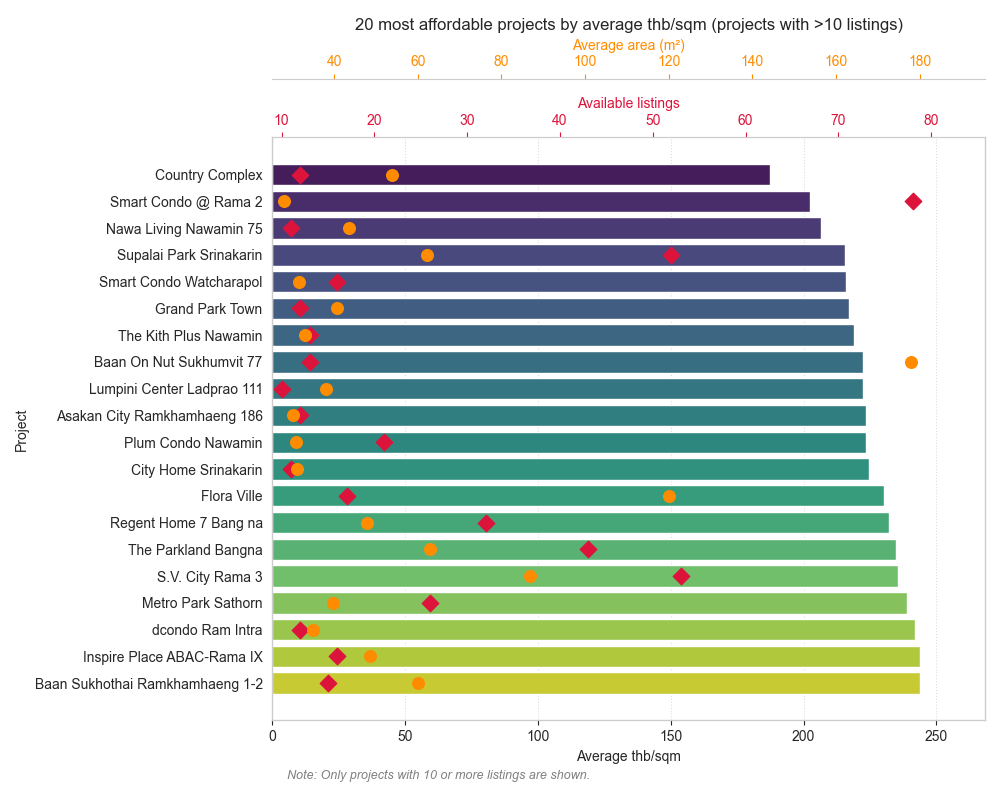 20 most affordable projects by average thb/sqm (projects with >10 listings)
Average area (m²)
40 60 80 100 120 140 160 180
Available listings
10 20 30 40 50 60 70 80
Project
Country Complex
Smart Condo @ Rama 2
Nawa Living Nawamin 75
Supalai Park Srinakarin
Smart Condo Watcharapol
Grand Park Town
The Kith Plus Nawamin
Baan On Nut Sukhumvit 77
Lumpini Center Ladprao 111
Asakan City Ramkhamhaeng 186
Plum Condo Nawamin
City Home Srinakarin
Flora Ville
Regent Home 7 Bang na
The Parkland Bangna
S.V. City Rama 3
Metro Park Sathorn
dcondo Ram Intra
Inspire Place ABAC-Rama IX
Baan Sukhothai Ramkhamhaeng 1-2
0 50 100 150 200 250
Average thb/sqm
Note: Only projects with 10 or more listings are shown.